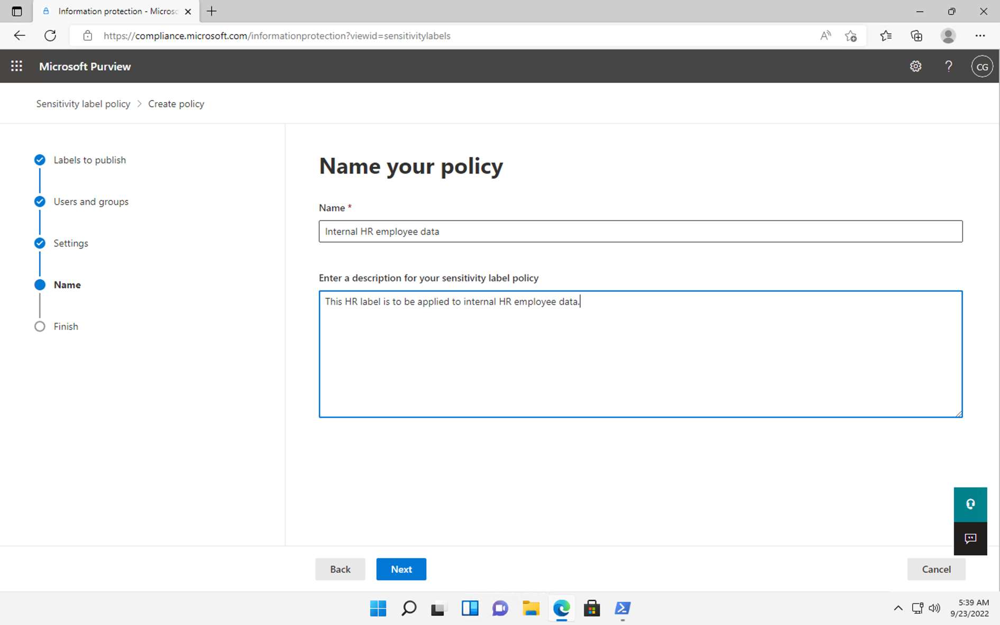 Information protection - Microso
https://compliance.microsoft.com/informationprotection?viewid=sensitivitylabels
Microsoft Purview
CG
Sensitivity label policy > Create policy
Labels to publish
Users and groups
Settings
Name
Finish
Name your policy
Name *
Internal HR employee data
Enter a description for your sensitivity label policy
This HR label is to be applied to internal HR employee data.
Back
Next
Cancel
5:39 AM
9/23/2022